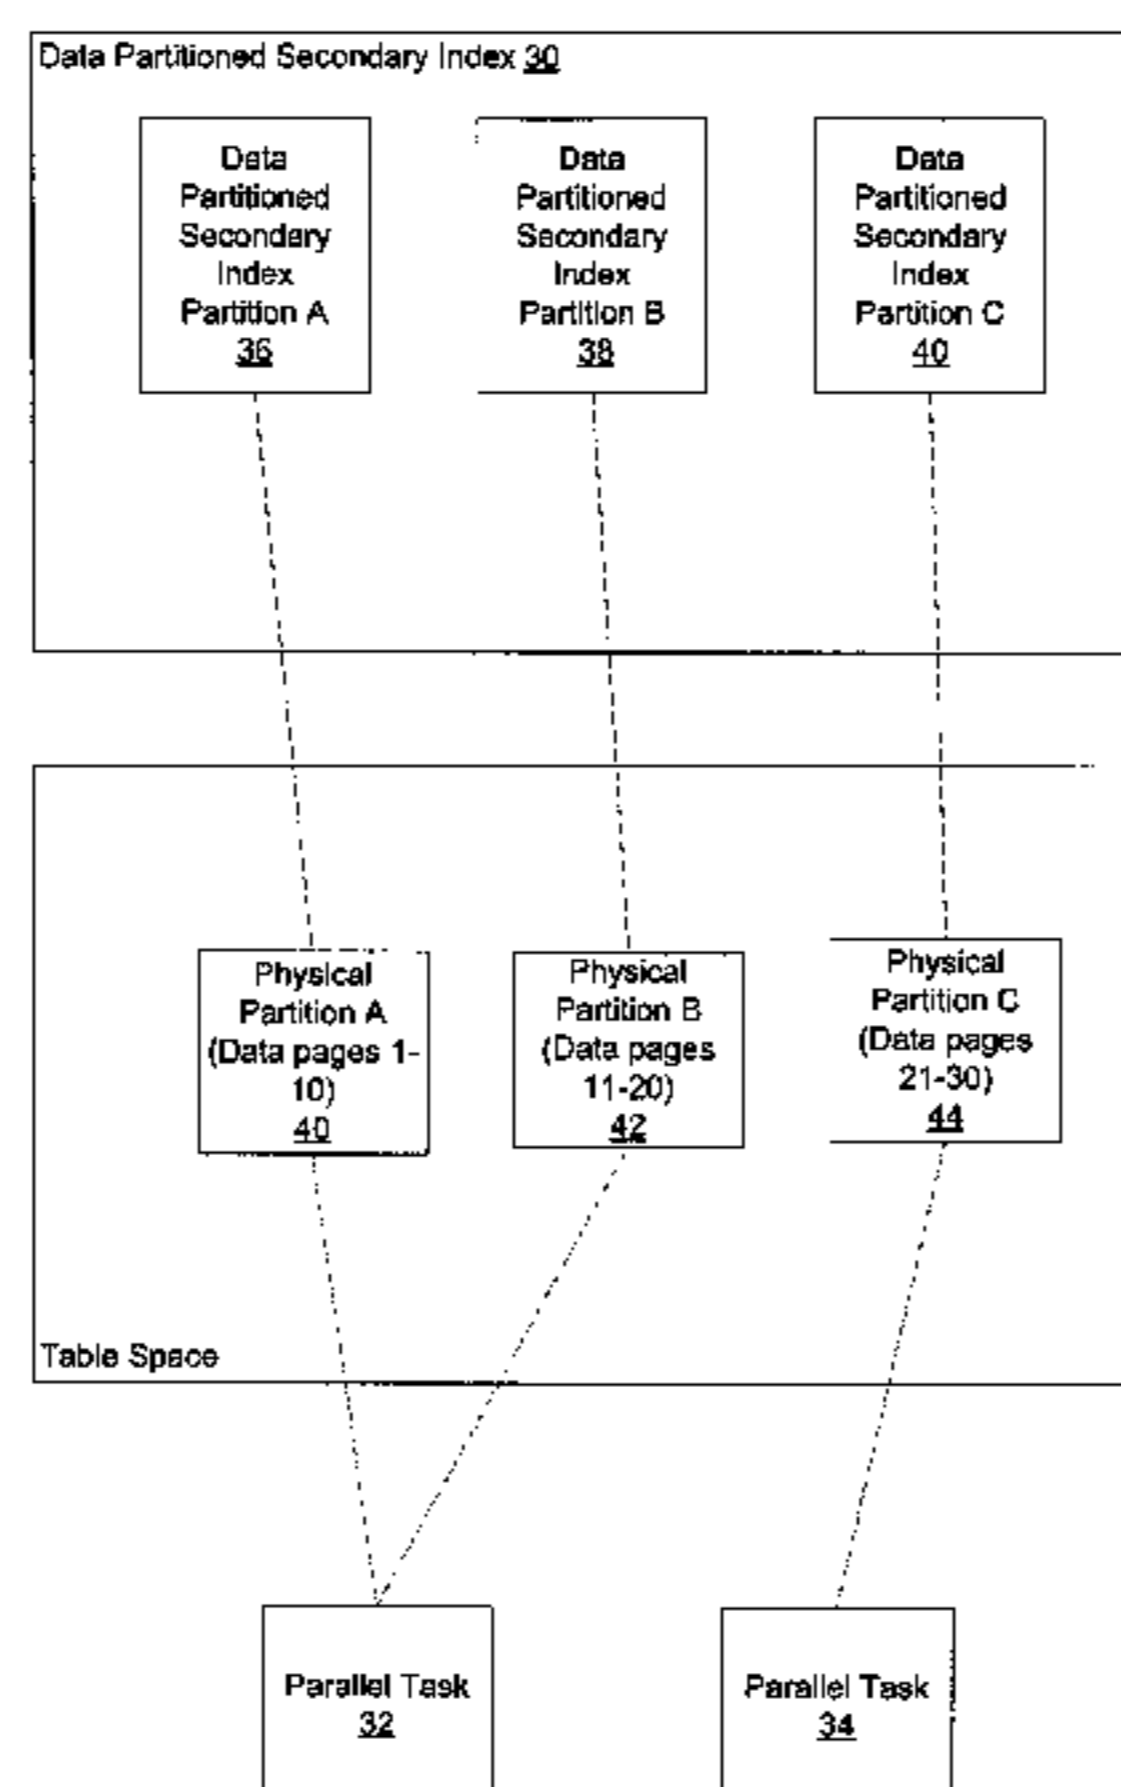 Data Partitioned Secondary Index 30
Data
Partitioned
Secondary
Index
Partition A
36
Data
Partitioned
Secondary
Index
Partition B
38
Data
Partitioned
Secondary
Index
Partition C
40
Physical
Partition A
(Data pages 1-
10)
40
Physical
Partition B
(Data pages
11-20)
42
Physical
Partition C
(Data pages
21-30)
44
Table Space
Parallel Task
32
Parallel Task
34